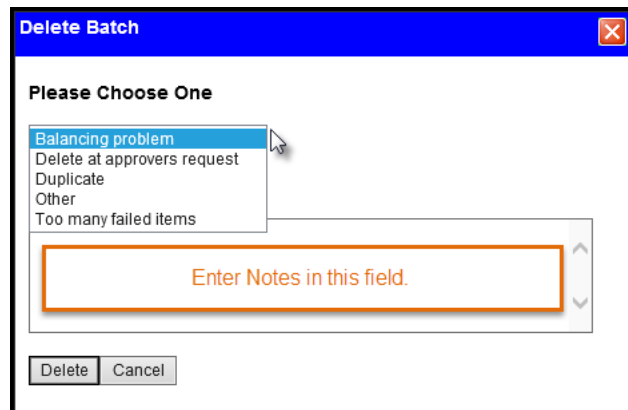 Delete Batch
Please Choose One
Balancing problem
Delete at approvers request
Duplicate
Other
Too many failed items
Enter Notes in this field.
Delete Cancel